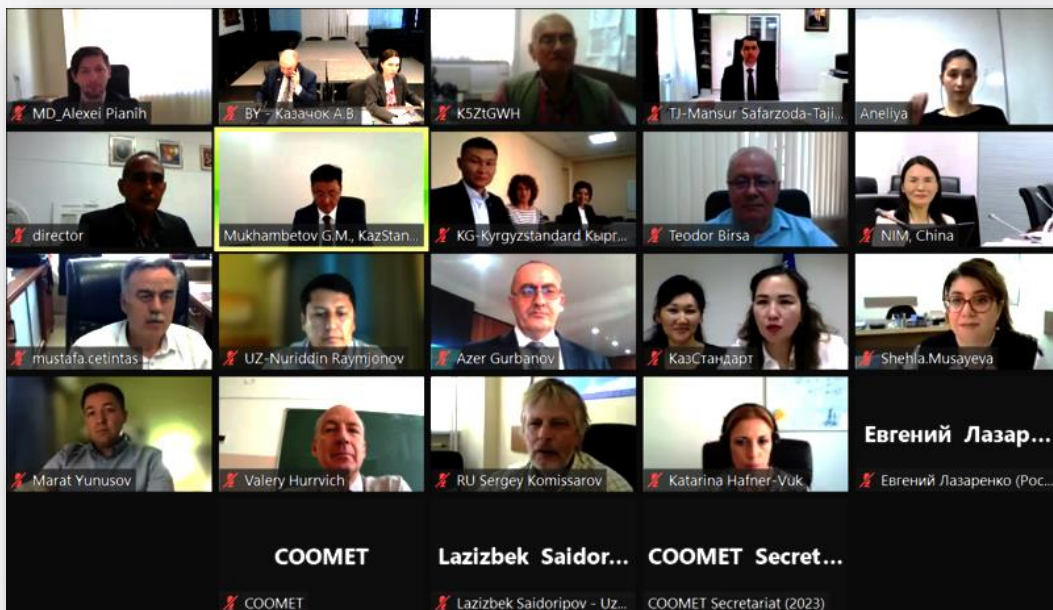 MD_Alexei Pianih
BY - Казачок А.В.
K5ZtGWH
TJ-Mansur Safarzoda-Taji...
Aneliya
director
Mukhambetov G.M., KazStan...
KG-Kyrgyzstandard Кырг...
Teodor Birsa
NIM, China
mustafa.cetintas
UZ-Nuriddin Raymjonov
Azer Gurbanov
КазСтандарт
Shehla.Musayeva
Marat Yunusov
Valery Hurrvich
RU Sergey Komissarov
Katarina Hafner-Vuk
Евгений Лазар...
Евгений Лазаренко (Рос...
COOMET
COOMET
Lazizbek Saidor...
Lazizbek Saidoripov - Uz...
COOMET Secret...
COOMET Secretariat (2023)